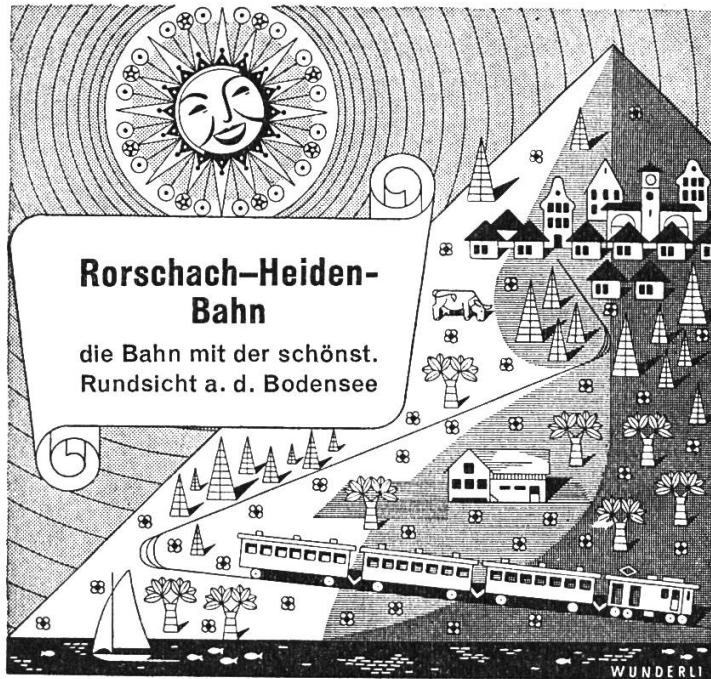 Rorschach–Heiden-
Bahn
die Bahn mit der schönst.
Rundsicht a. d. Bodensee
WUNDERLI